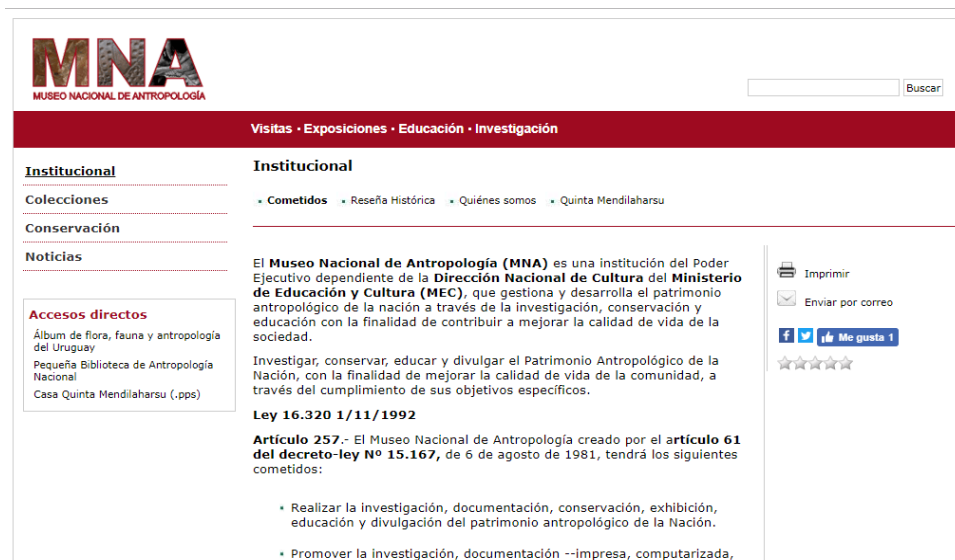 MNA
MUSEO NACIONAL DE ANTROPOLOGÍA
Buscar
Visitas · Exposiciones · Educación · Investigación
Institucional
Colecciones
Conservación
Noticias
Accesos directos
Álbum de flora, fauna y antropología
del Uruguay
Pequeña Biblioteca de Antropología
Nacional
Casa Quinta Mendilaharsu (.pps)
Institucional
▪ Cometidos ▪ Reseña Histórica ▪ Quiénes somos ▪ Quinta Mendilaharsu
El Museo Nacional de Antropología (MNA) es una institución del Poder
Ejecutivo dependiente de la Dirección Nacional de Cultura del Ministerio
de Educación y Cultura (MEC), que gestiona y desarrolla el patrimonio
antropológico de la nación a través de la investigación, conservación y
educación con la finalidad de contribuir a mejorar la calidad de vida de la
sociedad.
Investigar, conservar, educar y divulgar el Patrimonio Antropológico de la
Nación, con la finalidad de mejorar la calidad de vida de la comunidad, a
través del cumplimiento de sus objetivos específicos.
Ley 16.320 1/11/1992
Artículo 257.- El Museo Nacional de Antropología creado por el artículo 61
del decreto-ley Nº 15.167, de 6 de agosto de 1981, tendrá los siguientes
cometidos:
▪ Realizar la investigación, documentación, conservación, exhibición,
educación y divulgación del patrimonio antropológico de la Nación.
▪ Promover la investigación, documentación --impresa, computarizada,
Imprimir
Enviar por correo
Me gusta 1